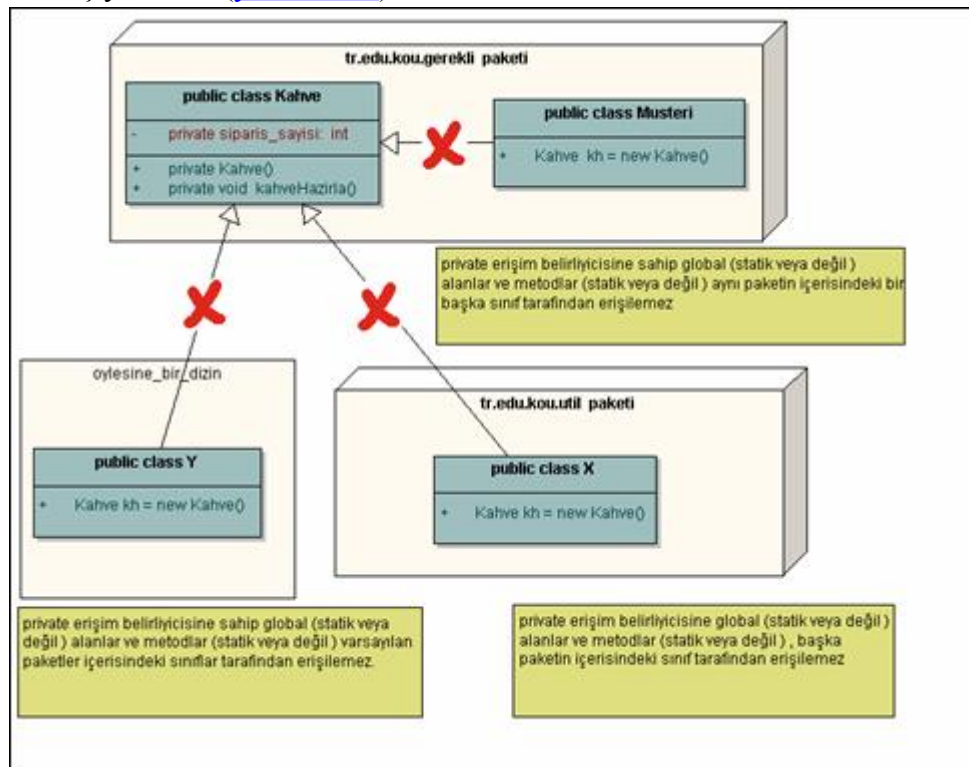 tr.edu.kou.gerekli paketi
public class Kahve
- private siparis_sayisi: int
+ private Kahve()
+ private void kahveHazirla()
public class Musteri
+ Kahve kh = new Kahve()
private erişim belirliyicisine sahip global (statik veya değil )
alanlar ve metodlar (statik veya değil ) aynı paketin içerisindeki bir
başka sınıf tarafından erişilemez
oylesine_bir_dizin
public class Y
+ Kahve kh = new Kahve()
tr.edu.kou.util paketi
public class X
+ Kahve kh = new Kahve()
private erişim belirliyicisine sahip global (statik veya
değil ) alanlar ve metodlar (statik veya değil ) varsayılan
paketler içerisindeki sınıflar tarafından erişilemez.
private erişim belirliyicisine global (statik veya değil )
alanlar ve metodlar (statik veya değil ) , başka
paketin içerisindeki sınıf tarafından erişilemez